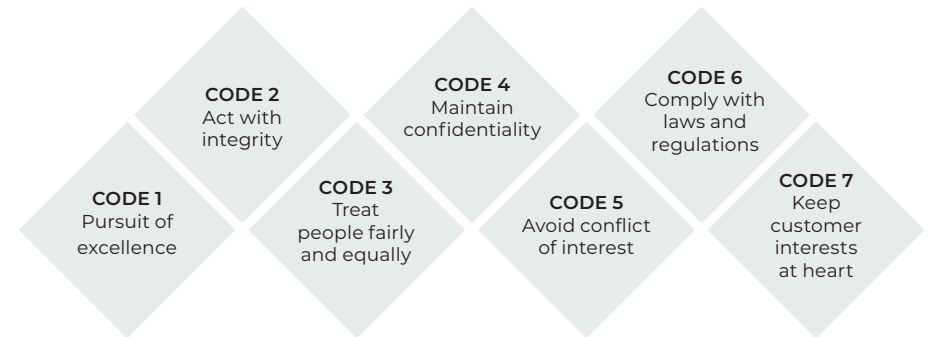 CODE 1
Pursuit of
excellence
CODE 2
Act with
integrity
CODE 3
Treat
people fairly
and equally
CODE 4
Maintain
confidentiality
CODE 5
Avoid conflict
of interest
CODE 6
Comply with
laws and
regulations
CODE 7
Keep
customer
interests
at heart